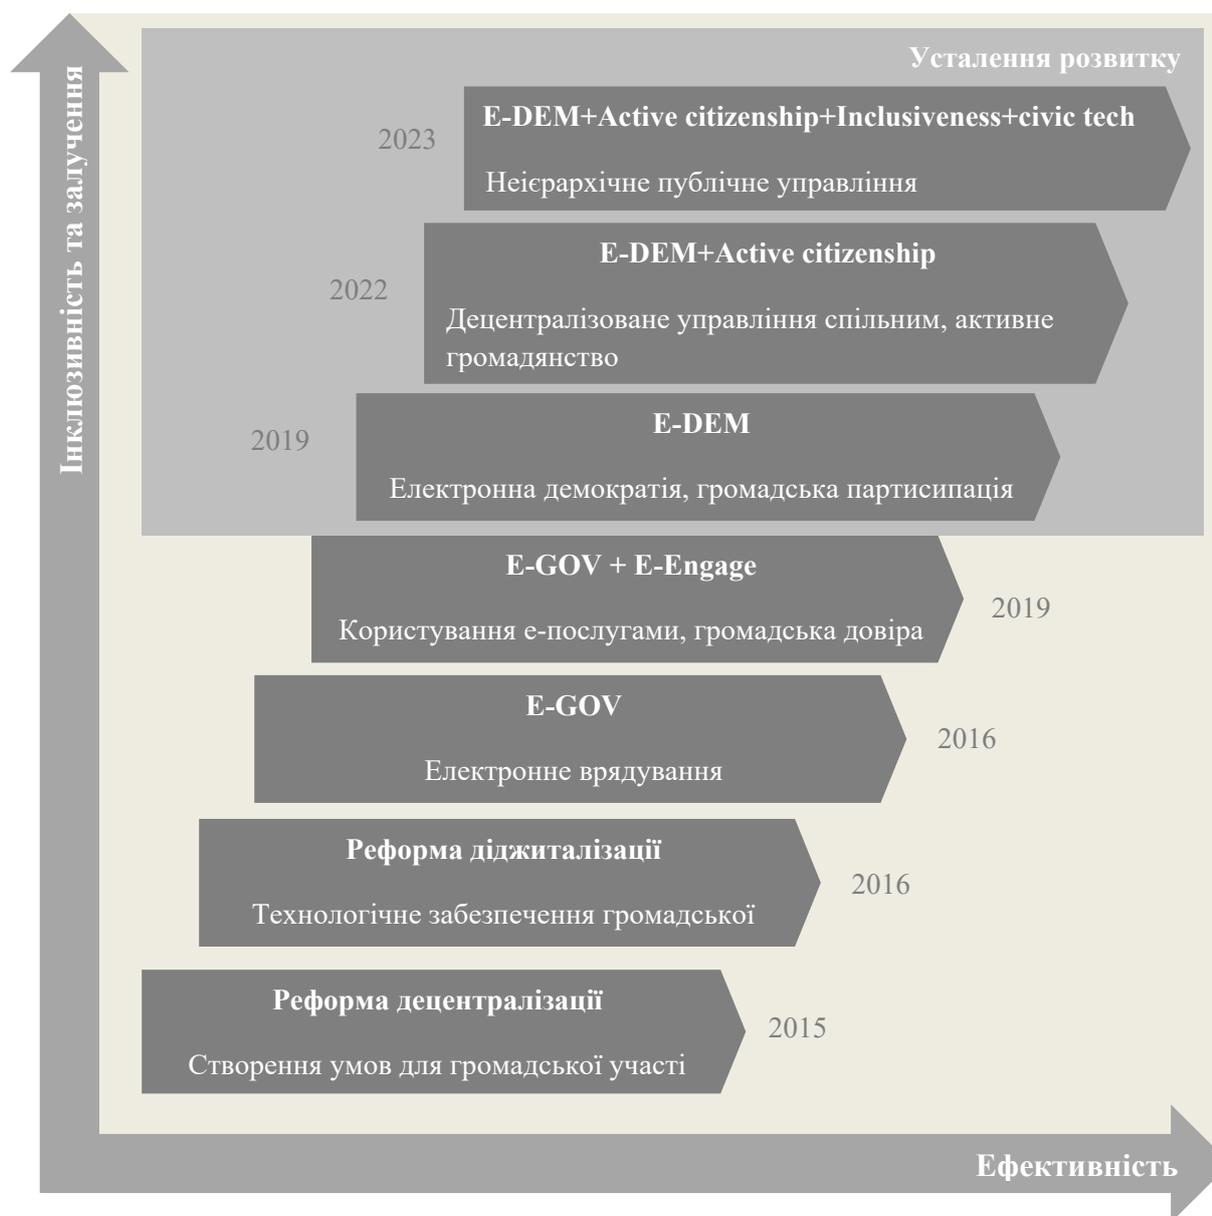 Усталення розвитку
Інклюзивність та залучення
2023
E-DEM+Active citizenship+Inclusiveness+civic tech
Неієрархічне публічне управління
2022
E-DEM+Active citizenship
Децентралізоване управління спільним, активне
громадянство
2019
E-DEM
Електронна демократія, громадська партисипація
E-GOV + E-Engage
Користування е-послугами, громадська довіра
2019
E-GOV
Електронне врядування
2016
Реформа діджиталізації
Технологічне забезпечення громадської
2016
Реформа децентралізації
Створення умов для громадської участі
2015
Ефективність